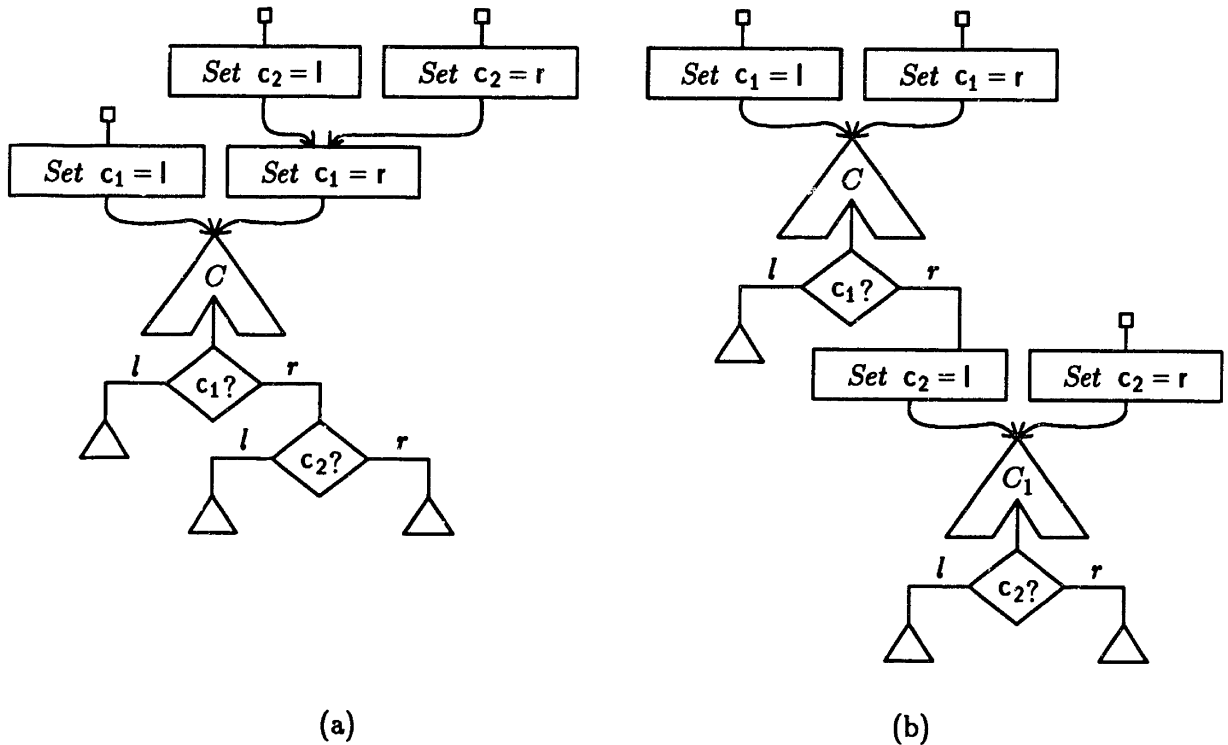 Set c₂ = l
Set c₂ = r
Set c₁ = l
Set c₁ = r
C
l
c₁?
r
l
c₂?
r
(a)
Set c₁ = l
Set c₁ = r
C
l
c₁?
r
Set c₂ = l
Set c₂ = r
C₁
l
c₂?
r
(b)